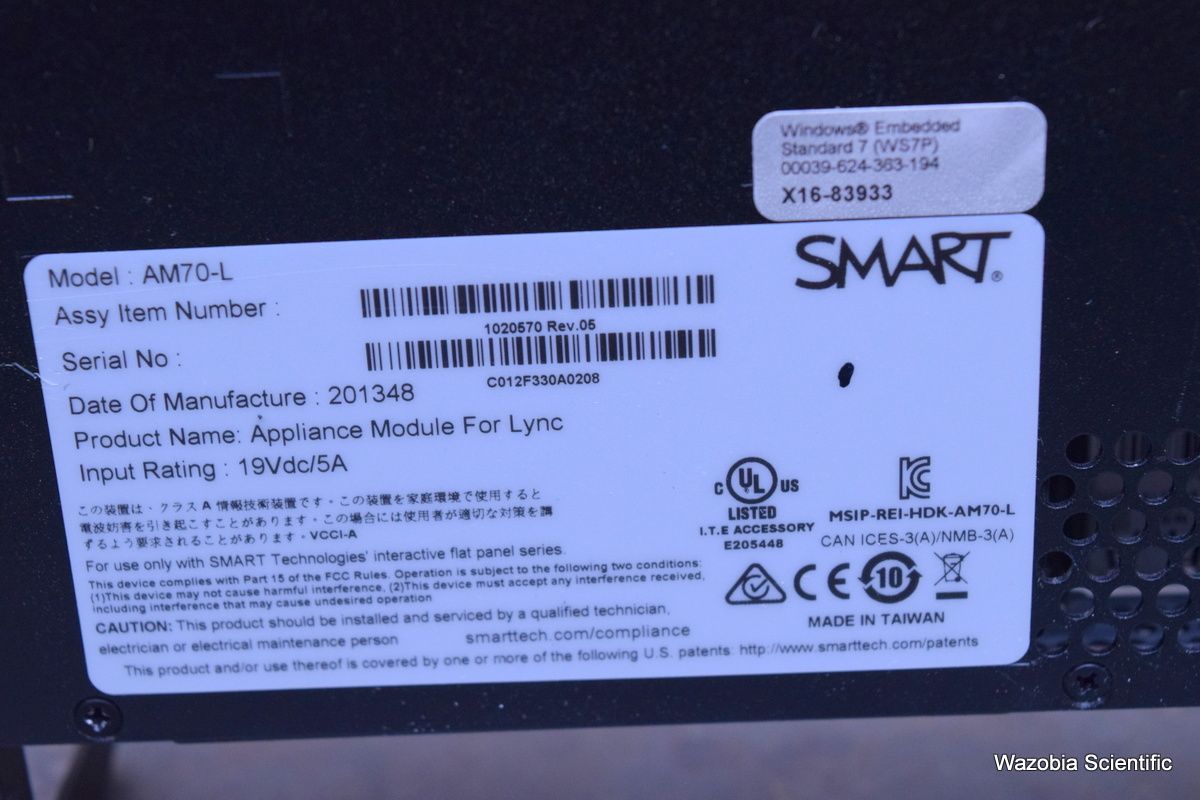 Windows® Embedded
Standard 7 (WS7P)
00039-624-363-194
X16-83933
SMART®
Model : AM70-L
Assy Item Number :
1020570 Rev.05
Serial No :
C012F330A0208
Date Of Manufacture : 201348
Product Name: Appliance Module For Lync
Input Rating : 19Vdc/5A
この装置は、クラス A 情報技術装置です。この装置を家庭環境で使用すると
電波妨害を引き起こすことがあります。この場合には使用者が適切な対策を講
ずるよう要求されることがあります。VCCI-A
For use only with SMART Technologies' interactive flat panel series.
This device complies with Part 15 of the FCC Rules. Operation is subject to the following two conditions:
(1)This device may not cause harmful interference, (2)This device must accept any interference received,
including interference that may cause undesired operation
CAUTION: This product should be installed and serviced by a qualified technician,
electrician or electrical maintenance person
smarttech.com/compliance
This product and/or use thereof is covered by one or more of the following U.S. patents: http://www.smarttech.com/patents
C UL US
LISTED
I.T.E ACCESSORY
E205448
MSIP-REI-HDK-AM70-L
CAN ICES-3(A)/NMB-3(A)
CE
10
MADE IN TAIWAN
Wazobia Scientific